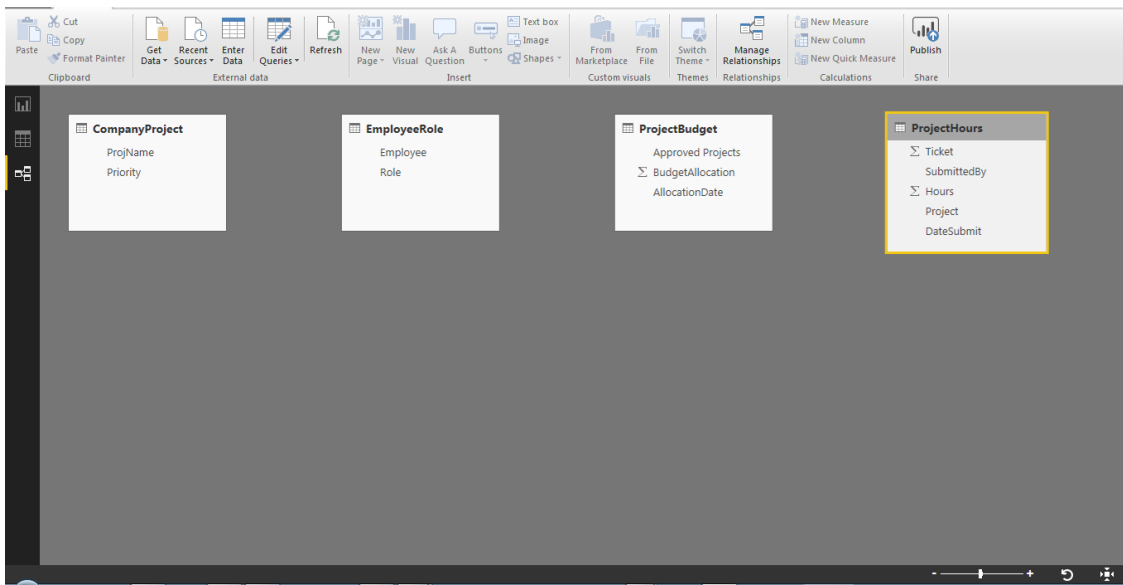 Paste
Cut
Copy
Format Painter
Clipboard
Get Data
Recent Sources
Enter Data
Edit Queries
External data
Refresh
New Page
New Visual
Ask A Question
Buttons
Text box
Image
Shapes
Insert
From Marketplace
From File
Custom visuals
Switch Theme
Themes
Manage Relationships
Relationships
New Measure
New Column
New Quick Measure
Calculations
Publish
Share
CompanyProject
ProjName
Priority
EmployeeRole
Employee
Role
ProjectBudget
Approved Projects
Σ BudgetAllocation
AllocationDate
ProjectHours
Σ Ticket
SubmittedBy
Σ Hours
Project
DateSubmit